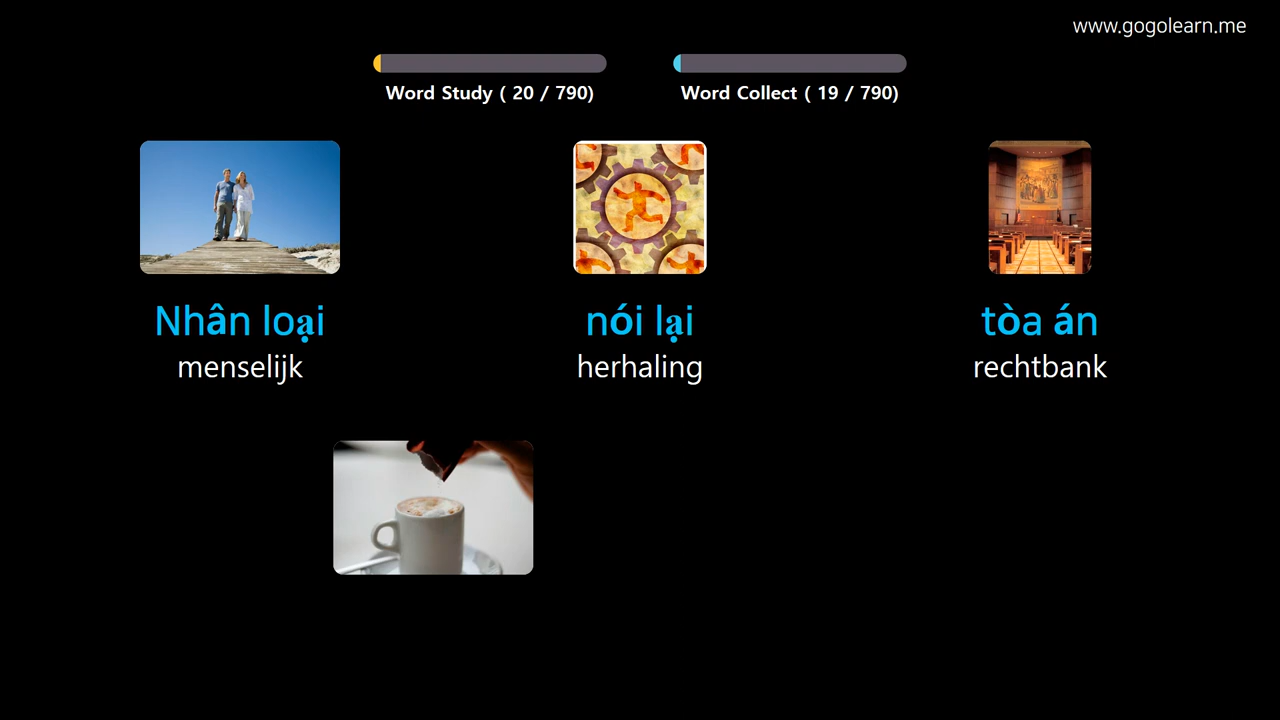 www.gogolearn.me
Word Study ( 20 / 790)
Word Collect ( 19 / 790)
Nhân loại
menselijk
nói lại
herhaling
tòa án
rechtbank